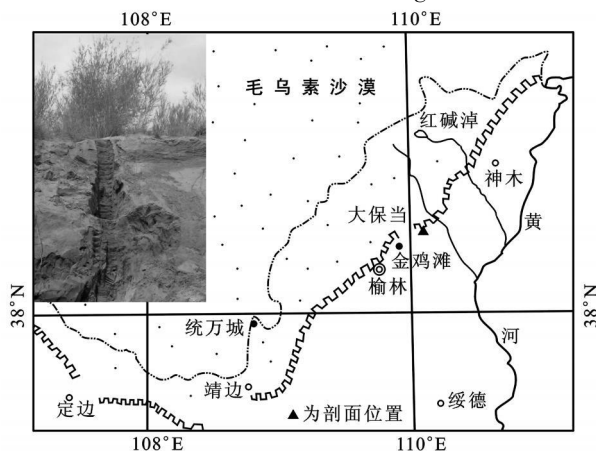 108°E
110°E
毛乌素沙漠
红碱淖
神木
黄
大保当
金鸡滩
榆林
38°N
38°N
统万城
河
靖边
定边
绥德
▲为剖面位置
108°E
110°E